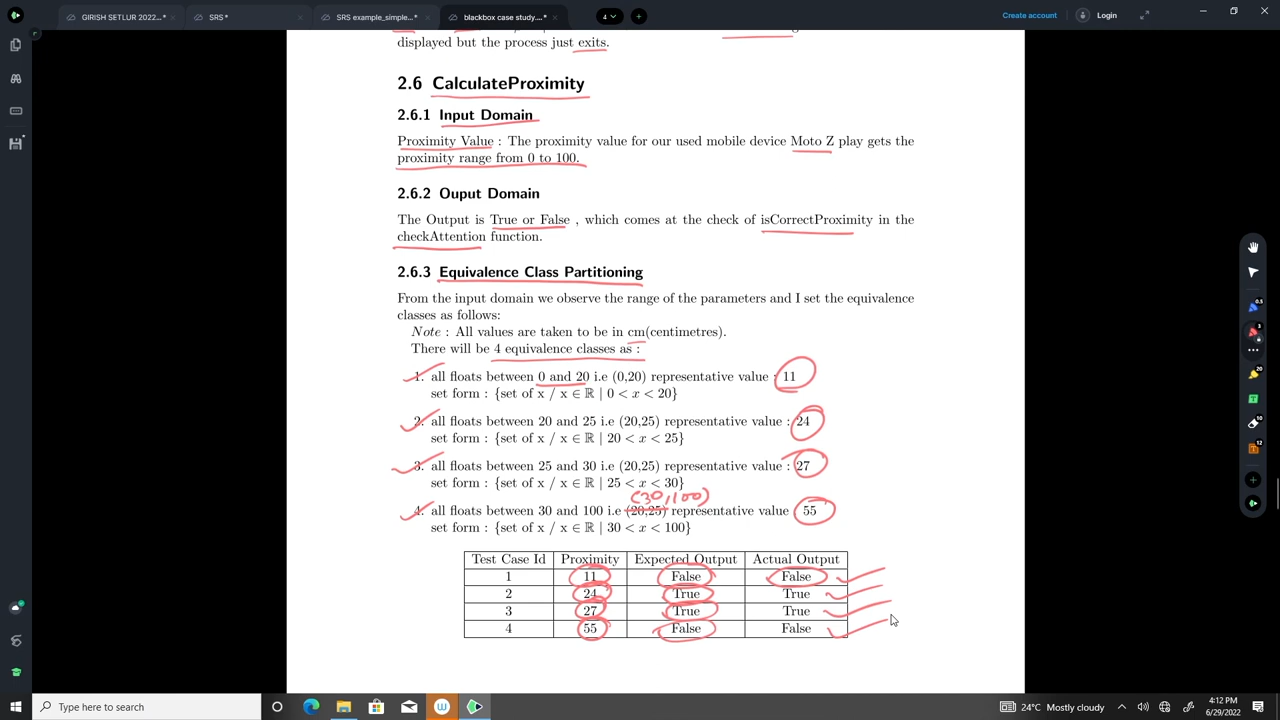 GIRISH SETLUR 2022...*
SRS*
SRS example_simple...*
blackbox case study....*
4
Create account
Login
displayed but the process just exits.
2.6 CalculateProximity
2.6.1 Input Domain
Proximity Value : The proximity value for our used mobile device Moto Z play gets the
proximity range from 0 to 100.
2.6.2 Ouput Domain
The Output is True or False , which comes at the check of isCorrectProximity in the
checkAttention function.
2.6.3 Equivalence Class Partitioning
From the input domain we observe the range of the parameters and I set the equivalence
classes as follows:
Note : All values are taken to be in cm(centimetres).
There will be 4 equivalence classes as :
1. all floats between 0 and 20 i.e (0,20) representative value : 11
set form : {set of x / x ∈ ℝ | 0 < x < 20}
2. all floats between 20 and 25 i.e (20,25) representative value : 24
set form : {set of x / x ∈ ℝ | 20 < x < 25}
3. all floats between 25 and 30 i.e (20,25) representative value : 27
set form : {set of x / x ∈ ℝ | 25 < x < 30}
(30,100)
4. all floats between 30 and 100 i.e (20,25) representative value 55
set form : {set of x / x ∈ ℝ | 30 < x < 100}
Test Case Id Proximity Expected Output Actual Output
1 11 False False
2 24 True True
3 27 True True
4 55 False False
0.5
3
20
10
12
Type here to search
24°C Mostly cloudy
4:12 PM
6/29/2022